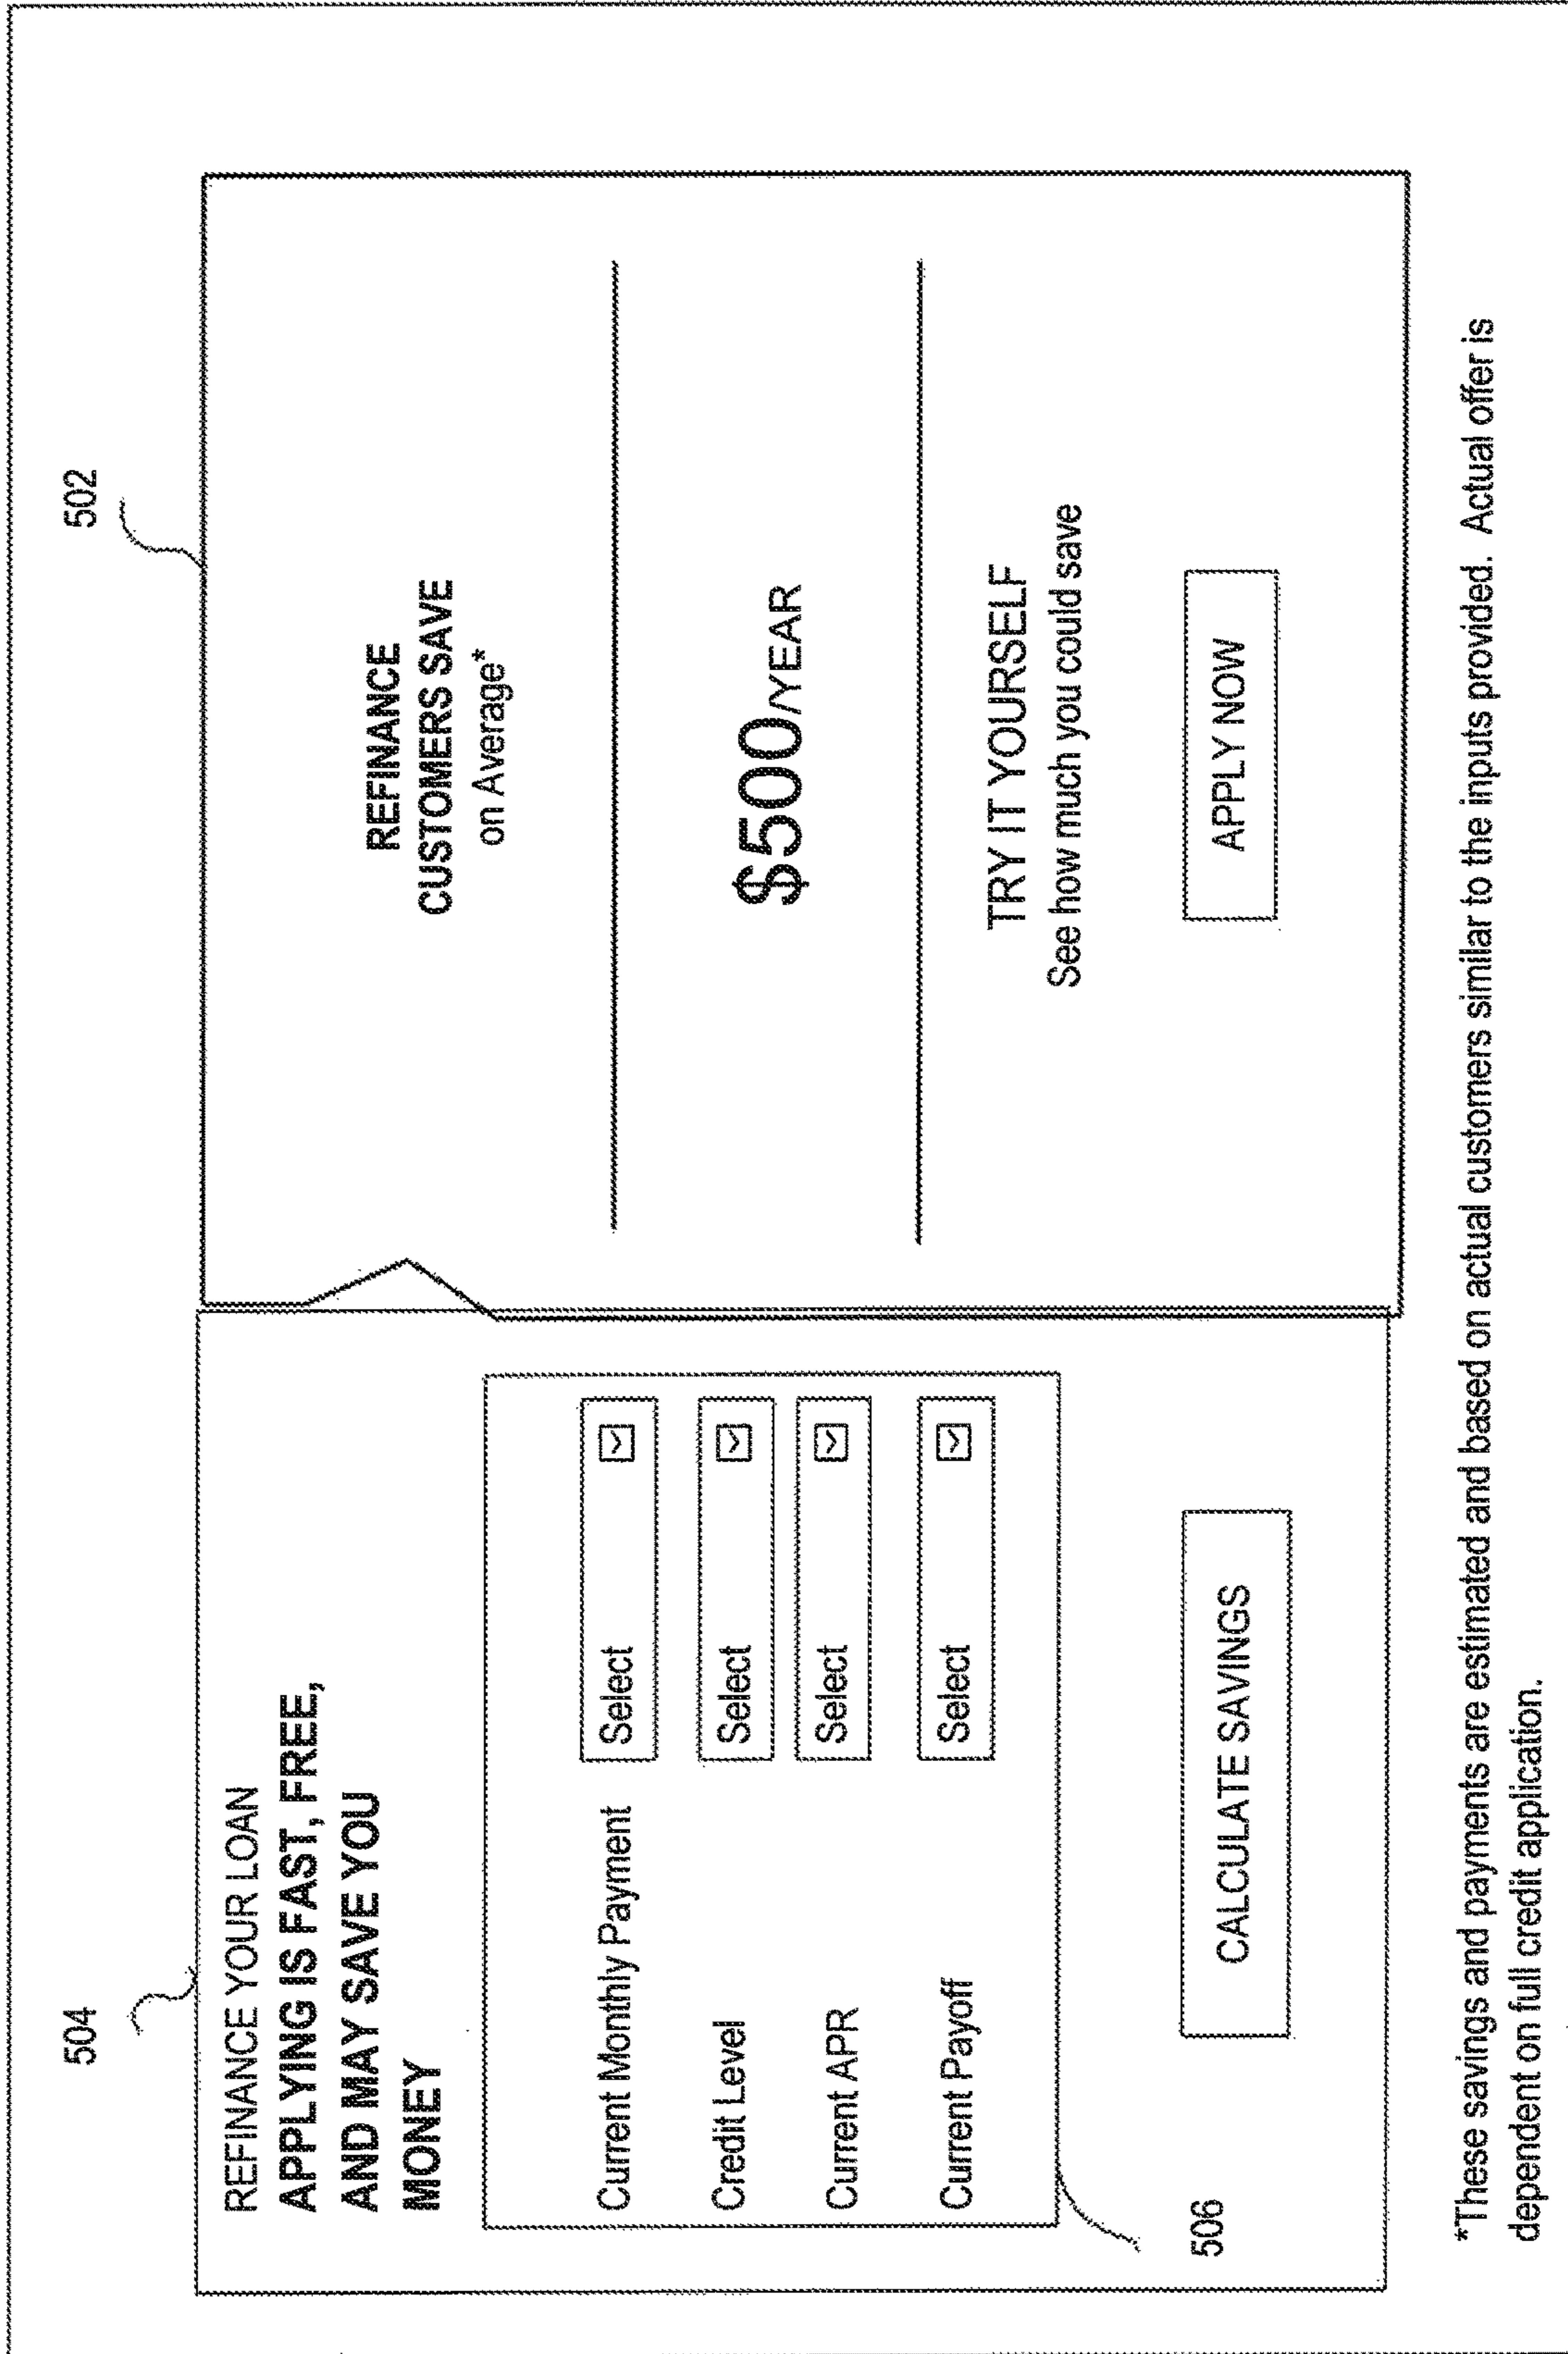 504
REFINANCE YOUR LOAN
APPLYING IS FAST, FREE,
AND MAY SAVE YOU
MONEY
Current Monthly Payment Select
Credit Level Select
Current APR Select
Current Payoff Select
506
CALCULATE SAVINGS
502
REFINANCE
CUSTOMERS SAVE
on Average*
$500/YEAR
TRY IT YOURSELF
See how much you could save
APPLY NOW
*These savings and payments are estimated and based on actual customers similar to the inputs provided. Actual offer is
dependent on full credit application.